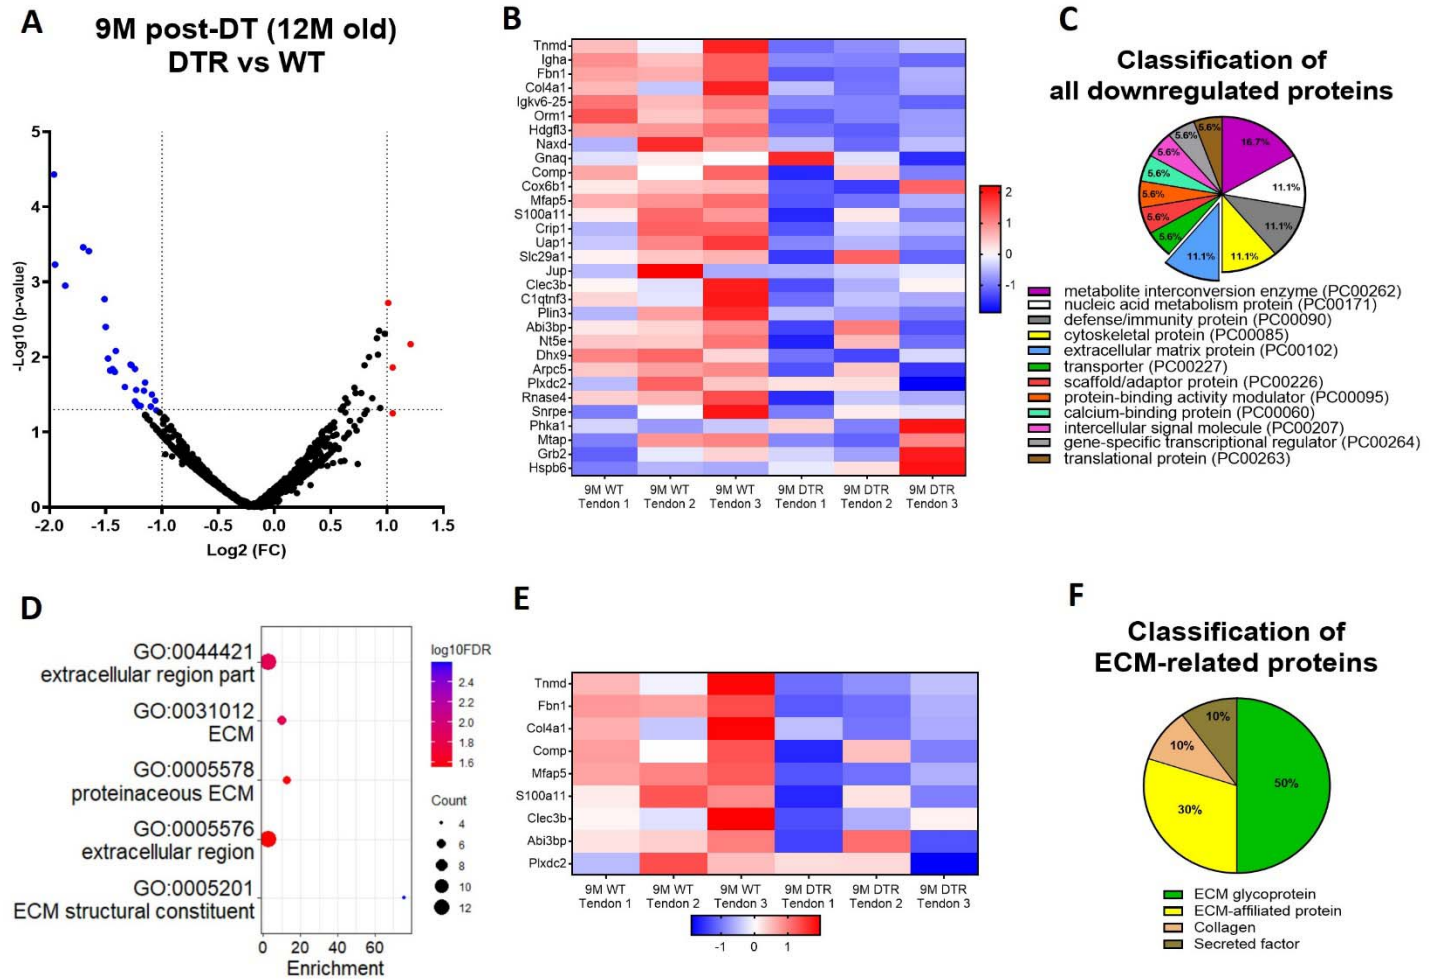 A
9M post-DT (12M old)
DTR vs WT
5
4
3
2
1
0
-Log10 (p-value)
-2.0
-1.5
-1.0
-0.5
0.0
0.5
1.0
1.5
Log2 (FC)
B
Tnmd
Igha
Fbn1
Col4a1
Igkv6-25
Orm1
Hdgfl3
Naxd
Gnaq
Comp
Cox6b1
Mfap5
S100a11
Crip1
Uap1
Slc29a1
Jup
Clec3b
C1qtnf3
Plin3
Abi3bp
Nt5e
Dhx9
Arpc5
Plxdc2
Rnase4
Snrpe
Phka1
Mtap
Grb2
Hspb6
9M WT
Tendon 1
9M WT
Tendon 2
9M WT
Tendon 3
9M DTR
Tendon 1
9M DTR
Tendon 2
9M DTR
Tendon 3
2
1
0
-1
C
Classification of
all downregulated proteins
16.7%
11.1%
11.1%
11.1%
11.1%
5.6%
5.6%
5.6%
5.6%
5.6%
5.6%
5.6%
metabolite interconversion enzyme (PC00262)
nucleic acid metabolism protein (PC00171)
defense/immunity protein (PC00090)
cytoskeletal protein (PC00085)
extracellular matrix protein (PC00102)
transporter (PC00227)
scaffold/adaptor protein (PC00226)
protein-binding activity modulator (PC00095)
calcium-binding protein (PC00060)
intercellular signal molecule (PC00207)
gene-specific transcriptional regulator (PC00264)
translational protein (PC00263)
D
GO:0044421
extracellular region part
GO:0031012
ECM
GO:0005578
proteinaceous ECM
GO:0005576
extracellular region
GO:0005201
ECM structural constituent
0
20
40
60
Enrichment
log10FDR
2.4
2.2
2.0
1.8
1.6
Count
4
6
8
10
12
E
Tnmd
Fbn1
Col4a1
Comp
Mfap5
S100a11
Clec3b
Abi3bp
Plxdc2
9M WT
Tendon 1
9M WT
Tendon 2
9M WT
Tendon 3
9M DTR
Tendon 1
9M DTR
Tendon 2
9M DTR
Tendon 3
-1
0
1
F
Classification of
ECM-related proteins
10%
10%
50%
30%
ECM glycoprotein
ECM-affiliated protein
Collagen
Secreted factor